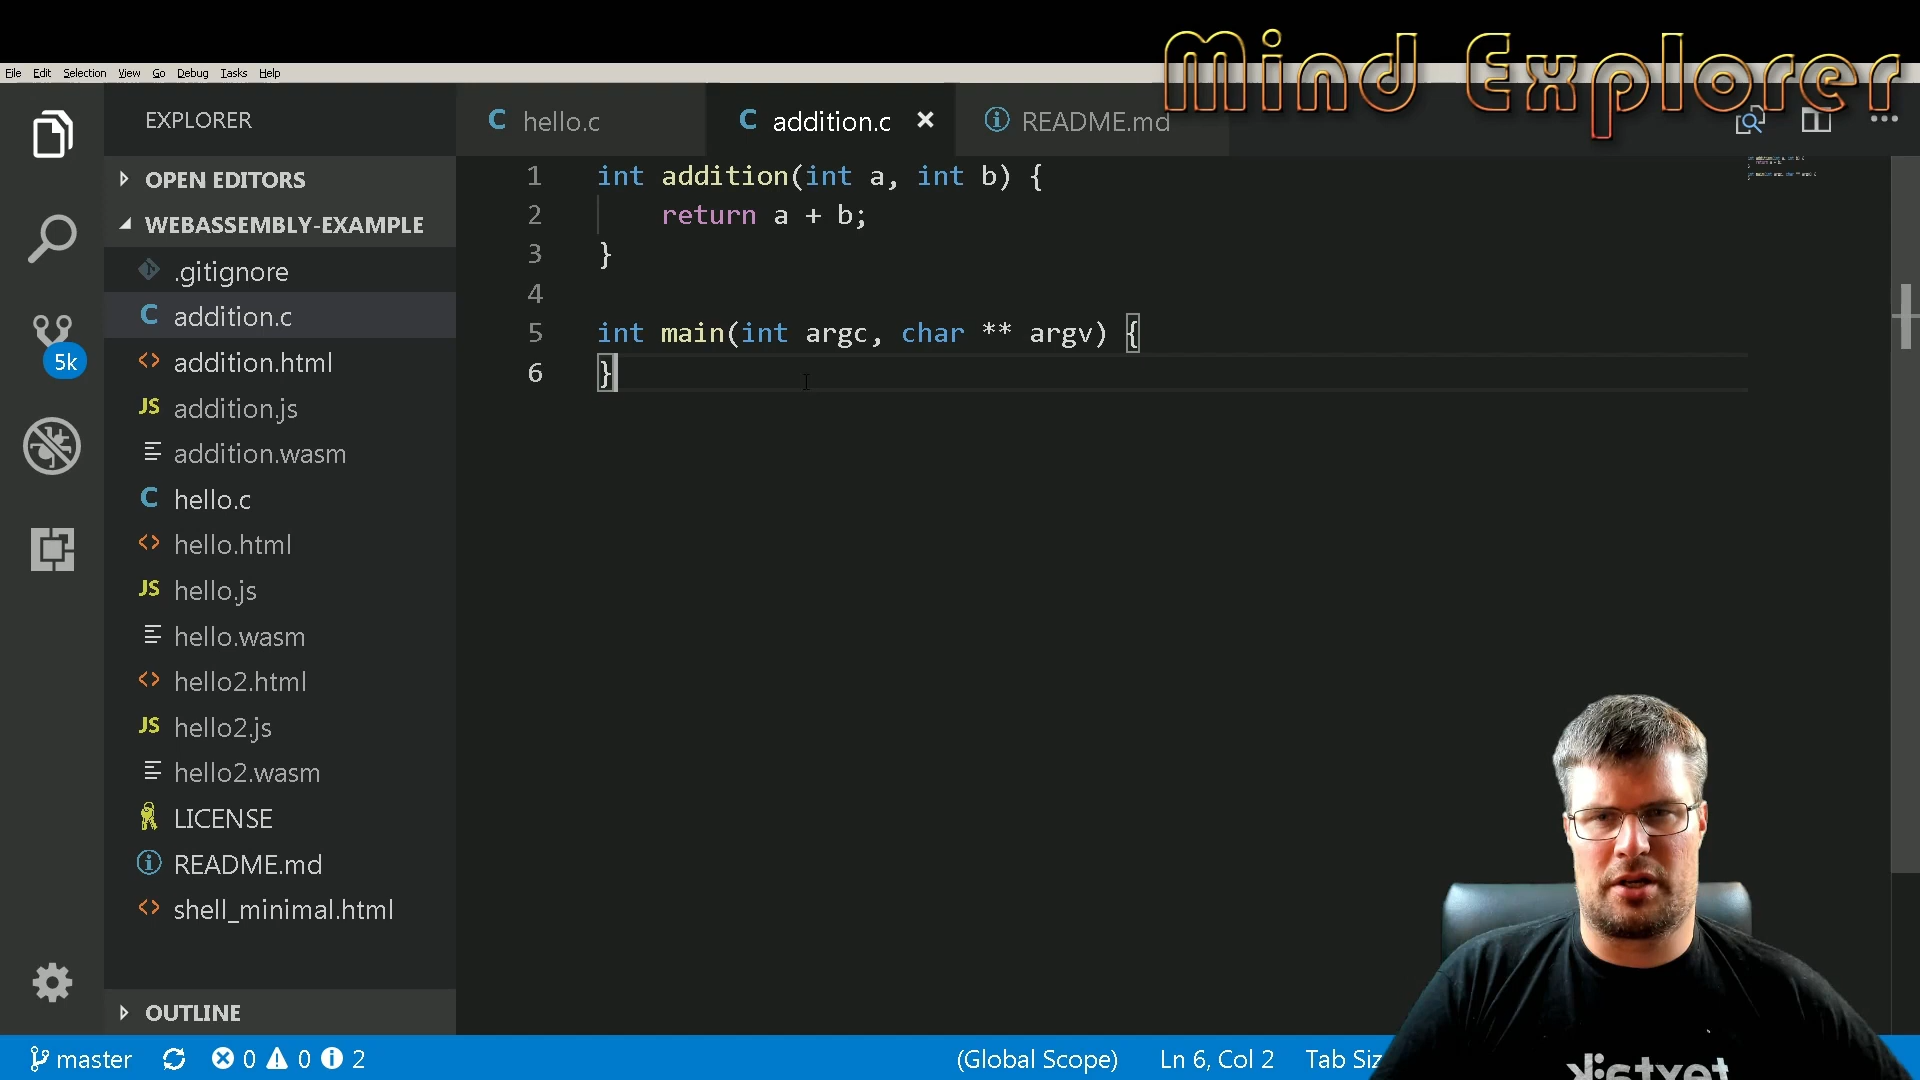 Mind Explorer
File Edit Selection View Go Debug Tasks Help
EXPLORER
OPEN EDITORS
WEBASSEMBLY-EXAMPLE
.gitignore
C addition.c
<> addition.html
JS addition.js
addition.wasm
C hello.c
<> hello.html
JS hello.js
hello.wasm
<> hello2.html
JS hello2.js
hello2.wasm
LICENSE
README.md
<> shell_minimal.html
OUTLINE
5k
C hello.c C addition.c README.md
1 int addition(int a, int b) {
2 return a + b;
3 }
4
5 int main(int argc, char ** argv) {
6 }
master 0 0 2 (Global Scope) Ln 6, Col 2 Tab Siz